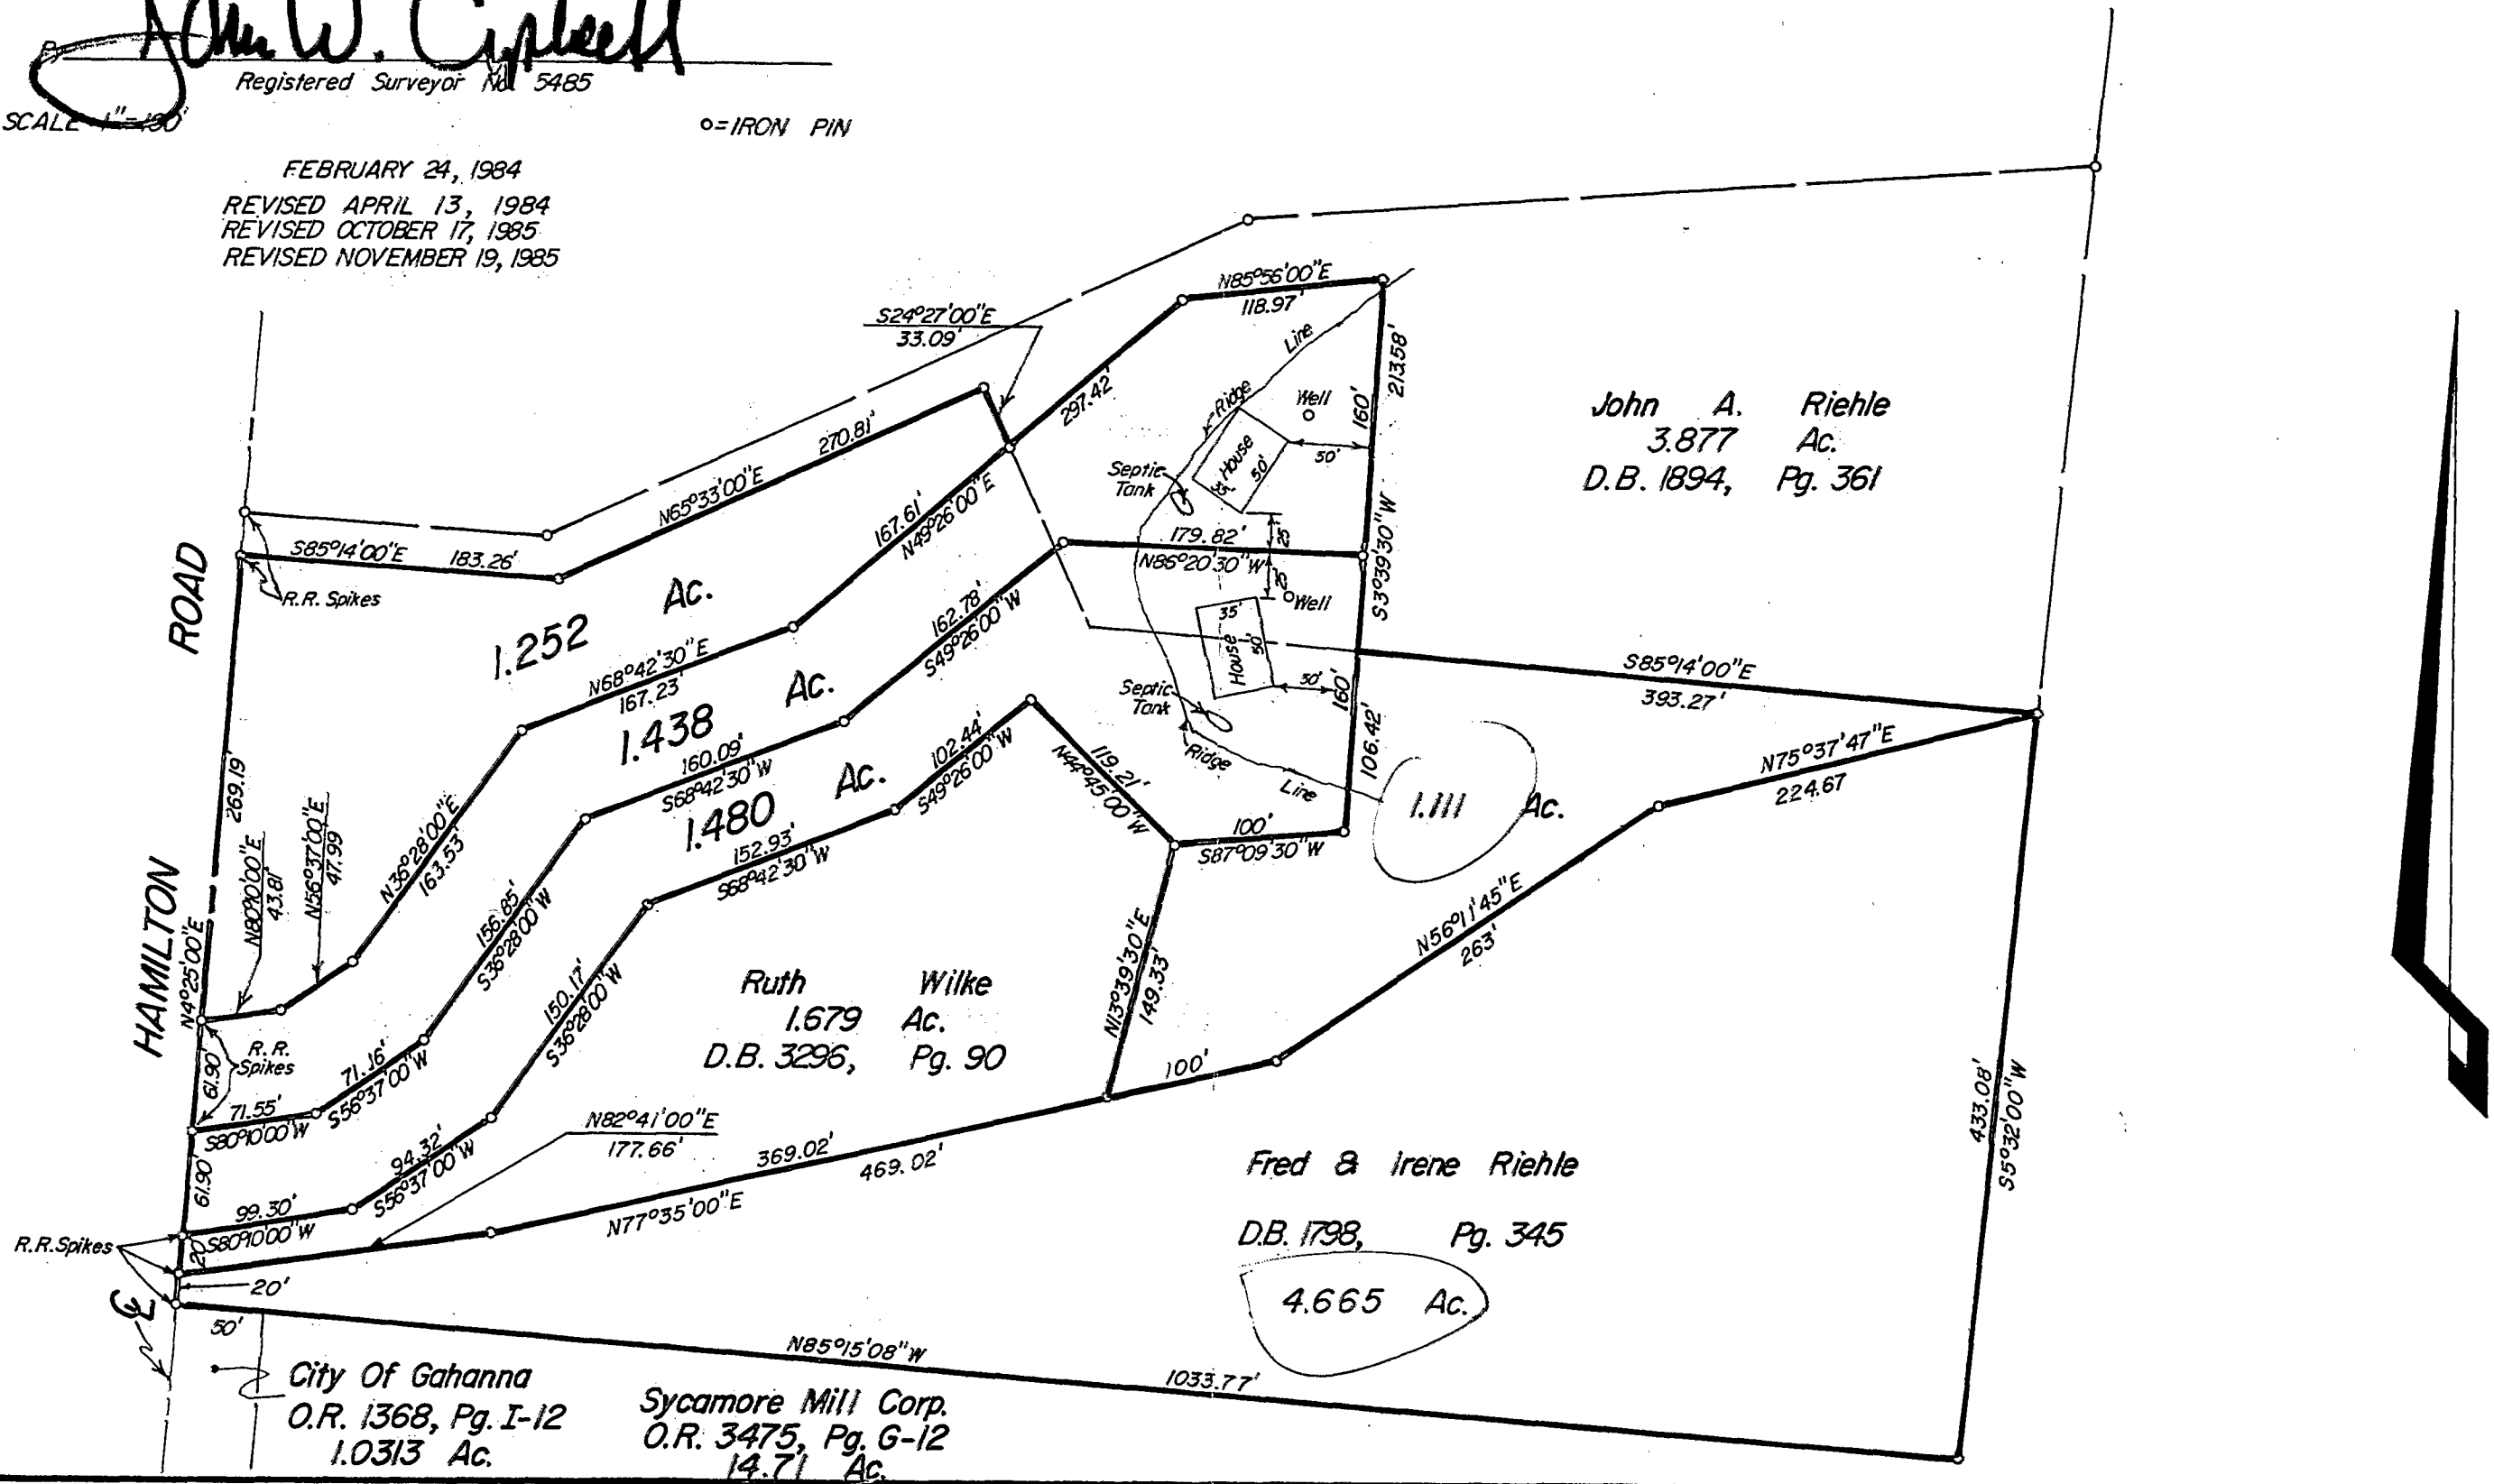 John W.
Registered Surveyor No. 5485
SCALE 1"=
o=IRON PIN
FEBRUARY 24, 1984
REVISED APRIL 13, 1984
REVISED OCTOBER 17, 1985
REVISED NOVEMBER 19, 1985
N85°56'00"E
118.97'
S24°27'00"E
33.09'
213.58'
160'
Line
Ridge
Well
297.42'
House
50'
35'
50'
Septic
Tank
John A. Riehle
3.877 Ac.
D.B. 1894, Pg. 361
270.81'
N65°33'00"E
167.61'
N49°26'00"E
S85°14'00"E 183.26'
R.R. Spikes
179.82'
N86°20'30"W
25'
25'
S3°39'30"W
Well
35'
House
50'
50'
160'
106.42'
Septic
Tank
Ridge
Line
HAMILTON ROAD
1.252 Ac.
N68°42'30"E
167.23'
162.78'
S49°26'00"W
1.438 Ac.
160.09'
S68°42'30"W
102.44'
S49°26'00"W
119.21'
N44°45'00"W
1.480 Ac.
152.93'
S68°42'30"W
100'
S87°09'30"W
1.111 Ac.
S85°14'00"E
393.27'
N75°37'47"E
224.67
269.19'
N80°10'00"E
43.81'
N56°37'00"E
47.99
N36°28'00"E
163.53'
156.85'
S36°28'00"W
150.17'
S36°28'00"W
N4°25'00"E
61.90'
R.R.
Spikes
71.16'
S56°37'00"W
71.55'
S80°10'00"W
Ruth Wilke
1.679 Ac.
D.B. 3296, Pg. 90
N13°39'30"E
149.33'
N56°11'45"E
263'
100'
61.90'
94.32'
S56°37'00"W
99.30'
S80°10'00"W
N82°41'00"E
177.66'
369.02'
469.02'
N77°35'00"E
433.08'
S5°32'00"W
Fred & Irene Riehle
D.B. 1798, Pg. 345
4.665 Ac.
R.R.Spikes
20'
20'
50'
N85°15'08"W
1033.77'
City Of Gahanna
O.R. 1368, Pg. I-12
1.0313 Ac.
Sycamore Mill Corp.
O.R. 3475, Pg. G-12
14.71 Ac.